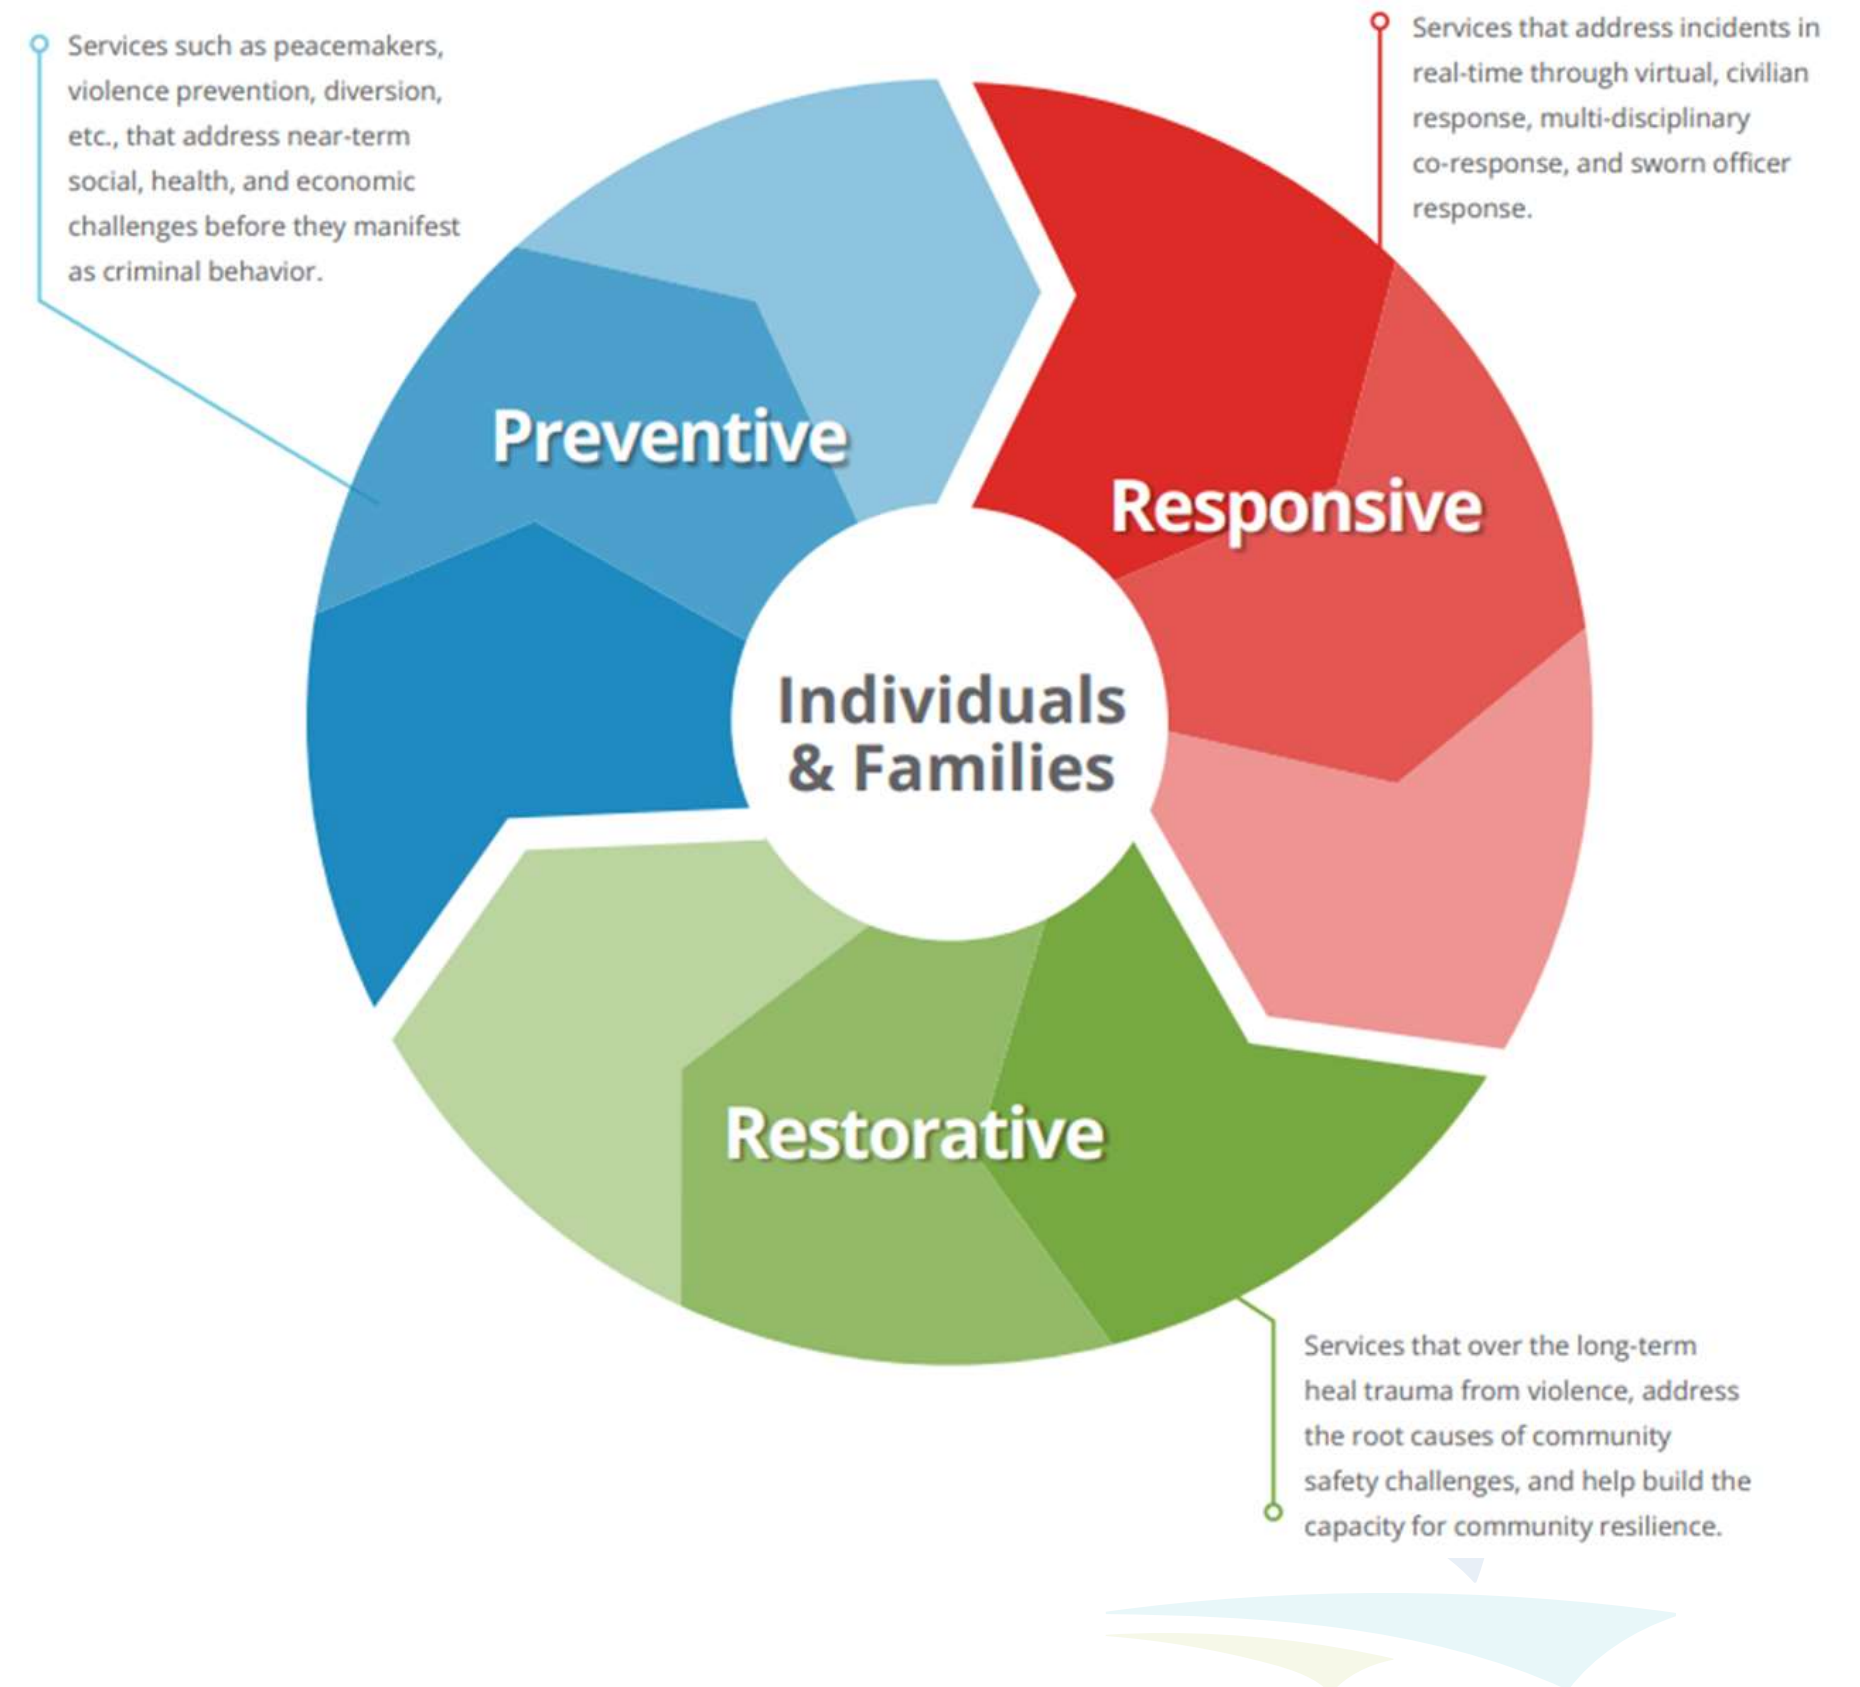 Services such as peacemakers,
violence prevention, diversion,
etc., that address near-term
social, health, and economic
challenges before they manifest
as criminal behavior.
Services that address incidents in
real-time through virtual, civilian
response, multi-disciplinary
co-response, and sworn officer
response.
Preventive
Responsive
Individuals
& Families
Restorative
Services that over the long-term
heal trauma from violence, address
the root causes of community
safety challenges, and help build the
capacity for community resilience.